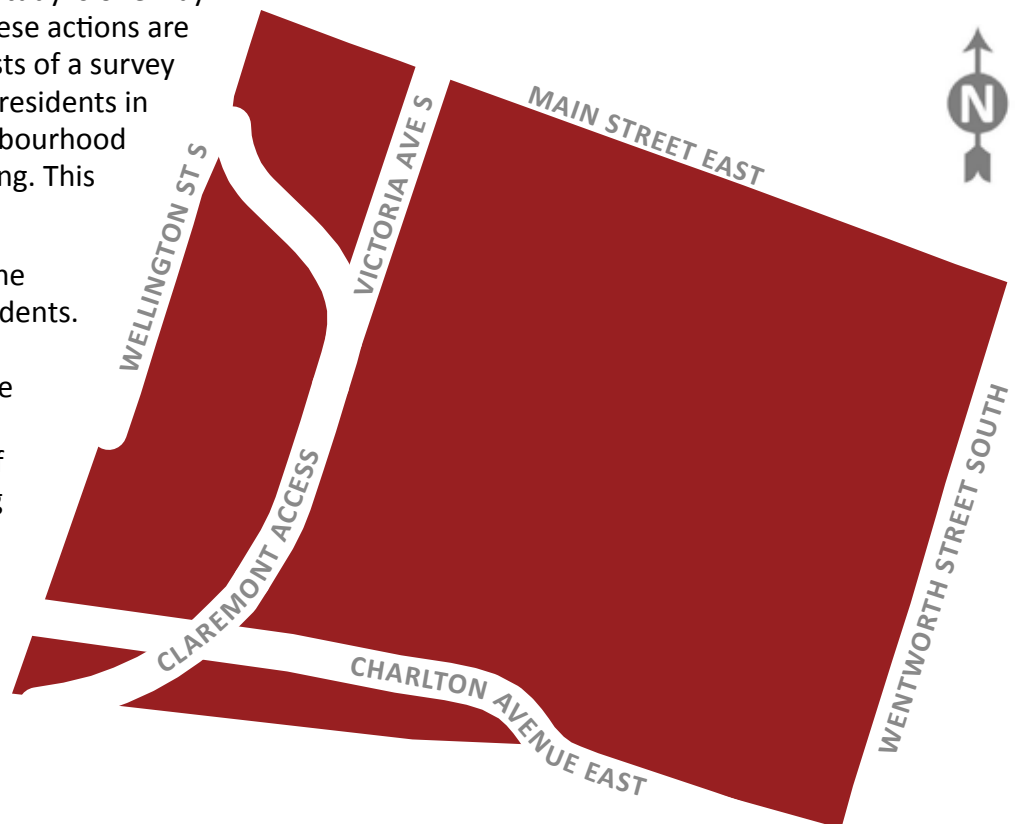 ese actions are
sts of a survey
residents in
bourhood
ng. This
ne
dents.
e
f
g
N
MAIN STREET EAST
VICTORIA AVE S
WELLINGTON ST S
WENTWORTH STREET SOUTH
CLAREMONT ACCESS
CHARLTON AVENUE EAST